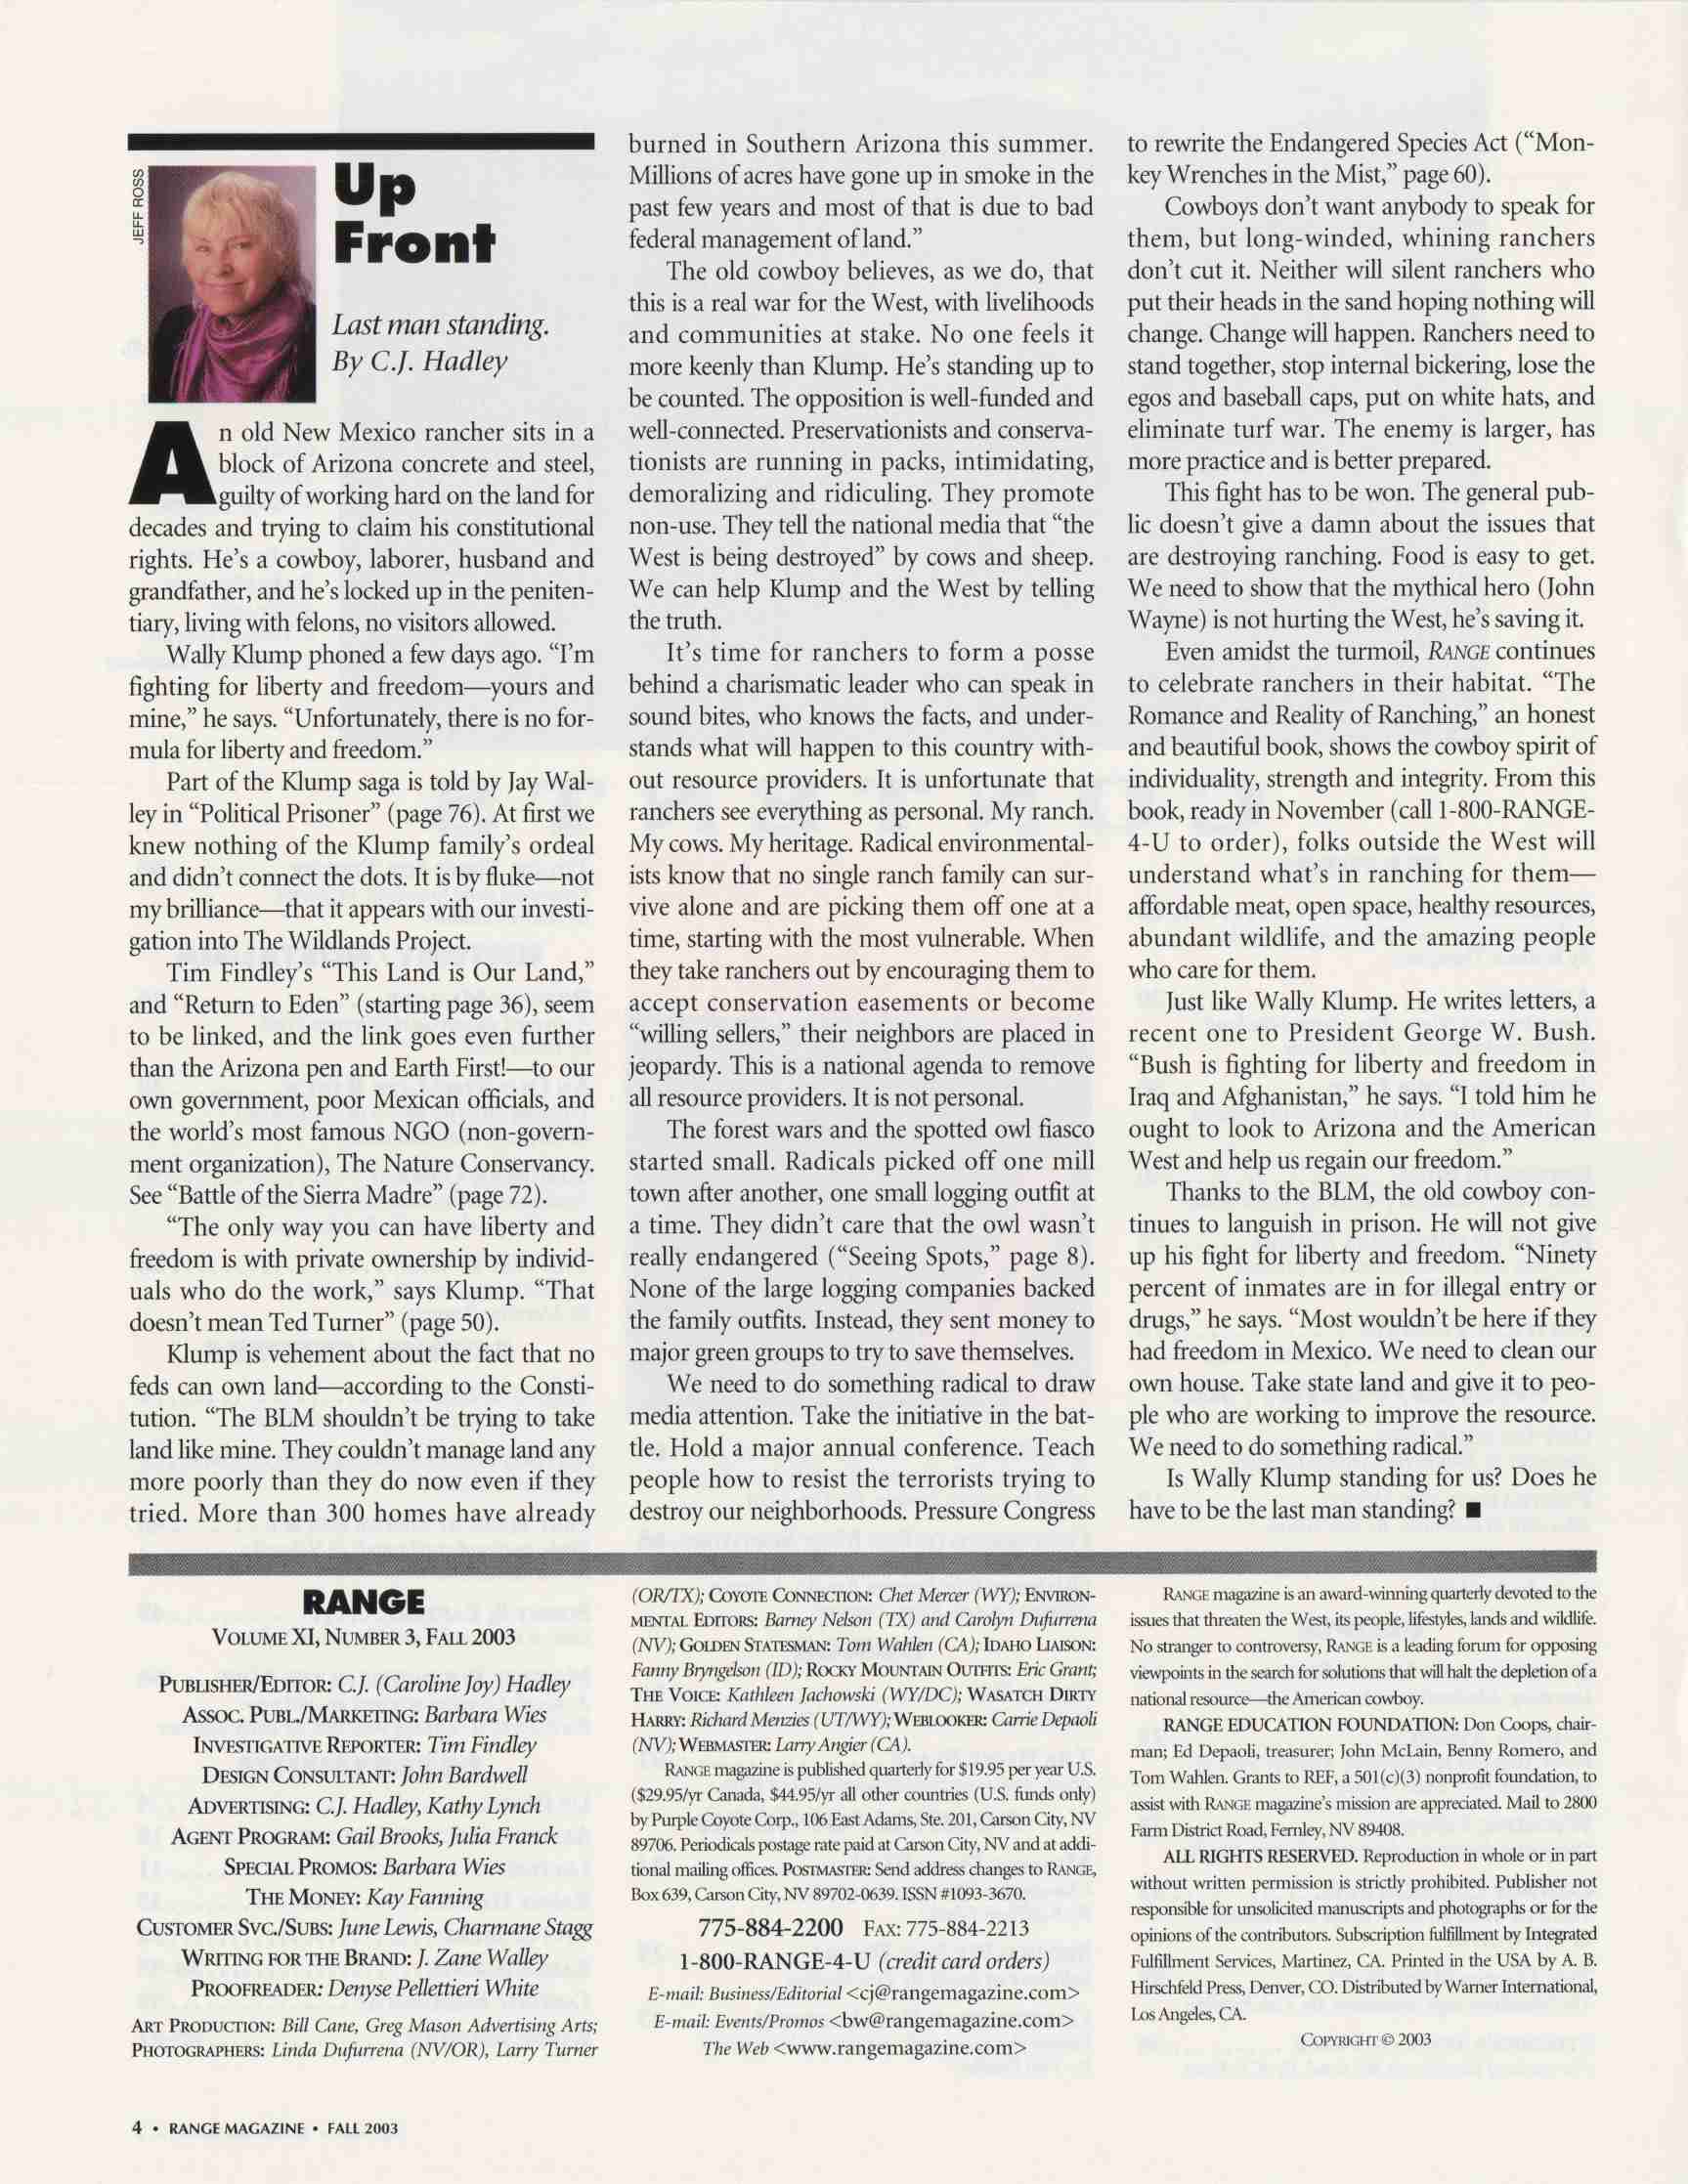 JEFF ROSS
Up
Front
Last man standing.
By C.J. Hadley
An old New Mexico rancher sits in a
block of Arizona concrete and steel,
guilty of working hard on the land for
decades and trying to claim his constitutional
rights. He's a cowboy, laborer, husband and
grandfather, and he's locked up in the peniten-
tiary, living with felons, no visitors allowed.
Wally Klump phoned a few days ago. “I'm
fighting for liberty and freedom—yours and
mine,” he says. “Unfortunately, there is no for-
mula for liberty and freedom.”
Part of the Klump saga is told by Jay Wal-
ley in “Political Prisoner” (page 76). At first we
knew nothing of the Klump family's ordeal
and didn't connect the dots. It is by fluke—not
my brilliance—that it appears with our investi-
gation into The Wildlands Project.
Tim Findley's “This Land is Our Land,”
and “Return to Eden” (starting page 36), seem
to be linked, and the link goes even further
than the Arizona pen and Earth First!—to our
own government, poor Mexican officials, and
the world's most famous NGO (non-govern-
ment organization), The Nature Conservancy.
See “Battle of the Sierra Madre” (page 72).
“The only way you can have liberty and
freedom is with private ownership by individ-
uals who do the work,” says Klump. “That
doesn't mean Ted Turner” (page 50).
Klump is vehement about the fact that no
feds can own land—according to the Consti-
tution. “The BLM shouldn't be trying to take
land like mine. They couldn't manage land any
more poorly than they do now even if they
tried. More than 300 homes have already
burned in Southern Arizona this summer.
Millions of acres have gone up in smoke in the
past few years and most of that is due to bad
federal management of land.”
The old cowboy believes, as we do, that
this is a real war for the West, with livelihoods
and communities at stake. No one feels it
more keenly than Klump. He's standing up to
be counted. The opposition is well-funded and
well-connected. Preservationists and conserva-
tionists are running in packs, intimidating,
demoralizing and ridiculing. They promote
non-use. They tell the national media that “the
West is being destroyed” by cows and sheep.
We can help Klump and the West by telling
the truth.
It's time for ranchers to form a posse
behind a charismatic leader who can speak in
sound bites, who knows the facts, and under-
stands what will happen to this country with-
out resource providers. It is unfortunate that
ranchers see everything as personal. My ranch.
My cows. My heritage. Radical environmental-
ists know that no single ranch family can sur-
vive alone and are picking them off one at a
time, starting with the most vulnerable. When
they take ranchers out by encouraging them to
accept conservation easements or become
“willing sellers,” their neighbors are placed in
jeopardy. This is a national agenda to remove
all resource providers. It is not personal.
The forest wars and the spotted owl fiasco
started small. Radicals picked off one mill
town after another, one small logging outfit at
a time. They didn't care that the owl wasn't
really endangered (“Seeing Spots,” page 8).
None of the large logging companies backed
the family outfits. Instead, they sent money to
major green groups to try to save themselves.
We need to do something radical to draw
media attention. Take the initiative in the bat-
tle. Hold a major annual conference. Teach
people how to resist the terrorists trying to
destroy our neighborhoods. Pressure Congress
to rewrite the Endangered Species Act (“Mon-
key Wrenches in the Mist,” page 60).
Cowboys don't want anybody to speak for
them, but long-winded, whining ranchers
don't cut it. Neither will silent ranchers who
put their heads in the sand hoping nothing will
change. Change will happen. Ranchers need to
stand together, stop internal bickering, lose the
egos and baseball caps, put on white hats, and
eliminate turf war. The enemy is larger, has
more practice and is better prepared.
This fight has to be won. The general pub-
lic doesn't give a damn about the issues that
are destroying ranching. Food is easy to get.
We need to show that the mythical hero (John
Wayne) is not hurting the West, he's saving it.
Even amidst the turmoil, RANGE continues
to celebrate ranchers in their habitat. “The
Romance and Reality of Ranching,” an honest
and beautiful book, shows the cowboy spirit of
individuality, strength and integrity. From this
book, ready in November (call 1-800-RANGE-
4-U to order), folks outside the West will
understand what's in ranching for them—
affordable meat, open space, healthy resources,
abundant wildlife, and the amazing people
who care for them.
Just like Wally Klump. He writes letters, a
recent one to President George W. Bush.
“Bush is fighting for liberty and freedom in
Iraq and Afghanistan,” he says. “I told him he
ought to look to Arizona and the American
West and help us regain our freedom.”
Thanks to the BLM, the old cowboy con-
tinues to languish in prison. He will not give
up his fight for liberty and freedom. “Ninety
percent of inmates are in for illegal entry or
drugs,” he says. “Most wouldn't be here if they
had freedom in Mexico. We need to clean our
own house. Take state land and give it to peo-
ple who are working to improve the resource.
We need to do something radical.”
Is Wally Klump standing for us? Does he
have to be the last man standing? ■
RANGE
VOLUME XI, NUMBER 3, FALL 2003
PUBLISHER/EDITOR: C.J. (Caroline Joy) Hadley
ASSOC. PUBL./MARKETING: Barbara Wies
INVESTIGATIVE REPORTER: Tim Findley
DESIGN CONSULTANT: John Bardwell
ADVERTISING: C.J. Hadley, Kathy Lynch
AGENT PROGRAM: Gail Brooks, Julia Franck
SPECIAL PROMOS: Barbara Wies
THE MONEY: Kay Fanning
CUSTOMER SVC./SUBS: June Lewis, Charmane Stagg
WRITING FOR THE BRAND: J. Zane Walley
PROOFREADER: Denyse Pellettieri White
ART PRODUCTION: Bill Cane, Greg Mason Advertising Arts;
PHOTOGRAPHERS: Linda Dufurrena (NV/OR), Larry Turner
(OR/TX); COYOTE CONNECTION: Chet Mercer (WY); ENVIRON-
MENTAL EDITORS: Barney Nelson (TX) and Carolyn Dufurrena
(NV); GOLDEN STATESMAN: Tom Wahlen (CA); IDAHO LIAISON:
Fanny Bryngelson (ID); ROCKY MOUNTAIN OUTFITS: Eric Grant;
THE VOICE: Kathleen Jachowski (WY/DC); WASATCH DIRTY
HARRY: Richard Menzies (UT/WY); WEBLOOKER: Carrie Depaoli
(NV); WEBMASTER: Larry Angier (CA).
RANGE magazine is published quarterly for $19.95 per year U.S.
($29.95/yr Canada, $44.95/yr all other countries (U.S. funds only)
by Purple Coyote Corp., 106 East Adams, Ste. 201, Carson City, NV
89706. Periodicals postage rate paid at Carson City, NV and at addi-
tional mailing offices. POSTMASTER: Send address changes to RANGE,
Box 639, Carson City, NV 89702-0639. ISSN #1093-3670.
775-884-2200 FAX: 775-884-2213
1-800-RANGE-4-U (credit card orders)
E-mail: Business/Editorial <cj@rangemagazine.com>
E-mail: Events/Promos <bw@rangemagazine.com>
The Web <www.rangemagazine.com>
RANGE magazine is an award-winning quarterly devoted to the
issues that threaten the West, its people, lifestyles, lands and wildlife.
No stranger to controversy, RANGE is a leading forum for opposing
viewpoints in the search for solutions that will halt the depletion of a
national resource—the American cowboy.
RANGE EDUCATION FOUNDATION: Don Coops, chair-
man; Ed Depaoli, treasurer; John McLain, Benny Romero, and
Tom Wahlen. Grants to REF, a 501(c)(3) nonprofit foundation, to
assist with RANGE magazine's mission are appreciated. Mail to 2800
Farm District Road, Fernley, NV 89408.
ALL RIGHTS RESERVED. Reproduction in whole or in part
without written permission is strictly prohibited. Publisher not
responsible for unsolicited manuscripts and photographs or for the
opinions of the contributors. Subscription fulfillment by Integrated
Fulfillment Services, Martinez, CA. Printed in the USA by A. B.
Hirschfeld Press, Denver, CO. Distributed by Warner International,
Los Angeles, CA.
COPYRIGHT © 2003
4 • RANGE MAGAZINE • FALL 2003